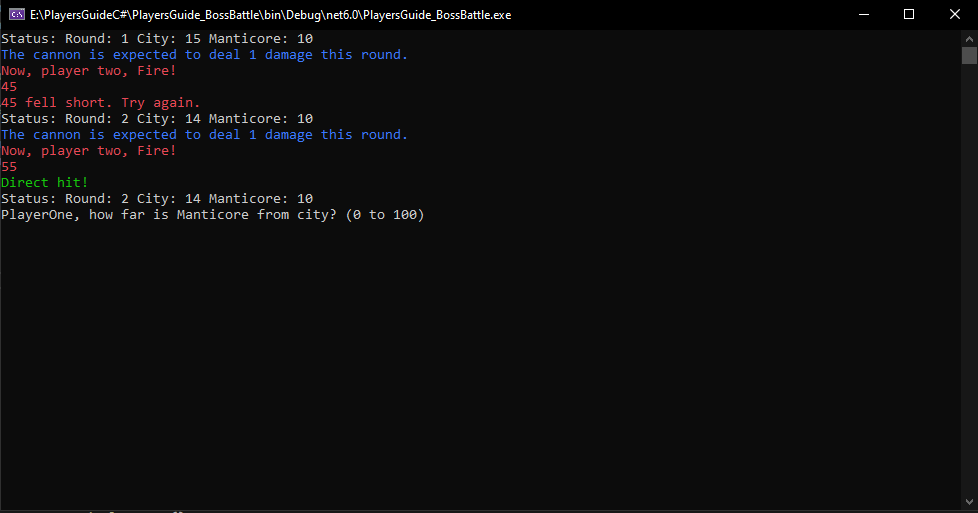 E:\PlayersGuideC#\PlayersGuide_BossBattle\bin\Debug\net6.0\PlayersGuide_BossBattle.exe
Status: Round: 1 City: 15 Manticore: 10
The cannon is expected to deal 1 damage this round.
Now, player two, Fire!
45
45 fell short. Try again.
Status: Round: 2 City: 14 Manticore: 10
The cannon is expected to deal 1 damage this round.
Now, player two, Fire!
55
Direct hit!
Status: Round: 2 City: 14 Manticore: 10
PlayerOne, how far is Manticore from city? (0 to 100)